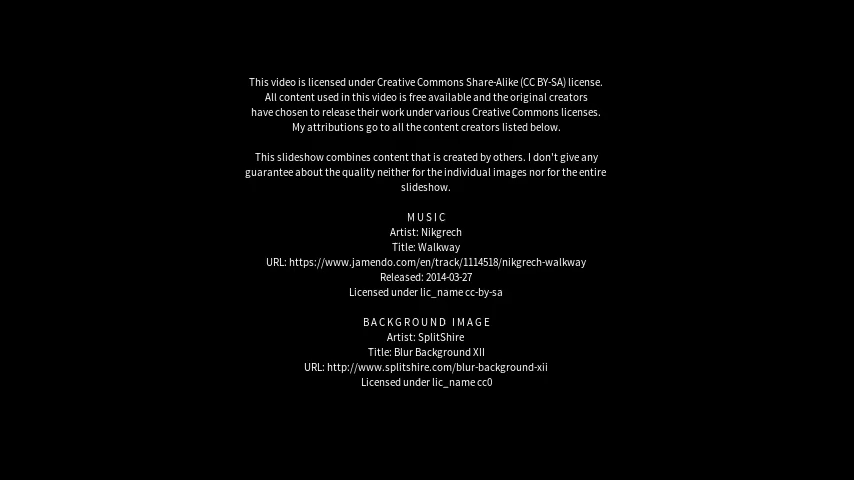 This video is licensed under Creative Commons Share-Alike (CC BY-SA) license.
All content used in this video is free available and the original creators
have chosen to release their work under various Creative Commons licenses.
My attributions go to all the content creators listed below.
This slideshow combines content that is created by others. I don't give any
guarantee about the quality neither for the individual images nor for the entire
slideshow.
MUSIC
Artist: Nikgrech
Title: Walkway
URL: https://www.jamendo.com/en/track/1114518/nikgrech-walkway
Released: 2014-03-27
Licensed under lic_name cc-by-sa
BACKGROUND IMAGE
Artist: SplitShire
Title: Blur Background XII
URL: http://www.splitshire.com/blur-background-xii
Licensed under lic_name cc0